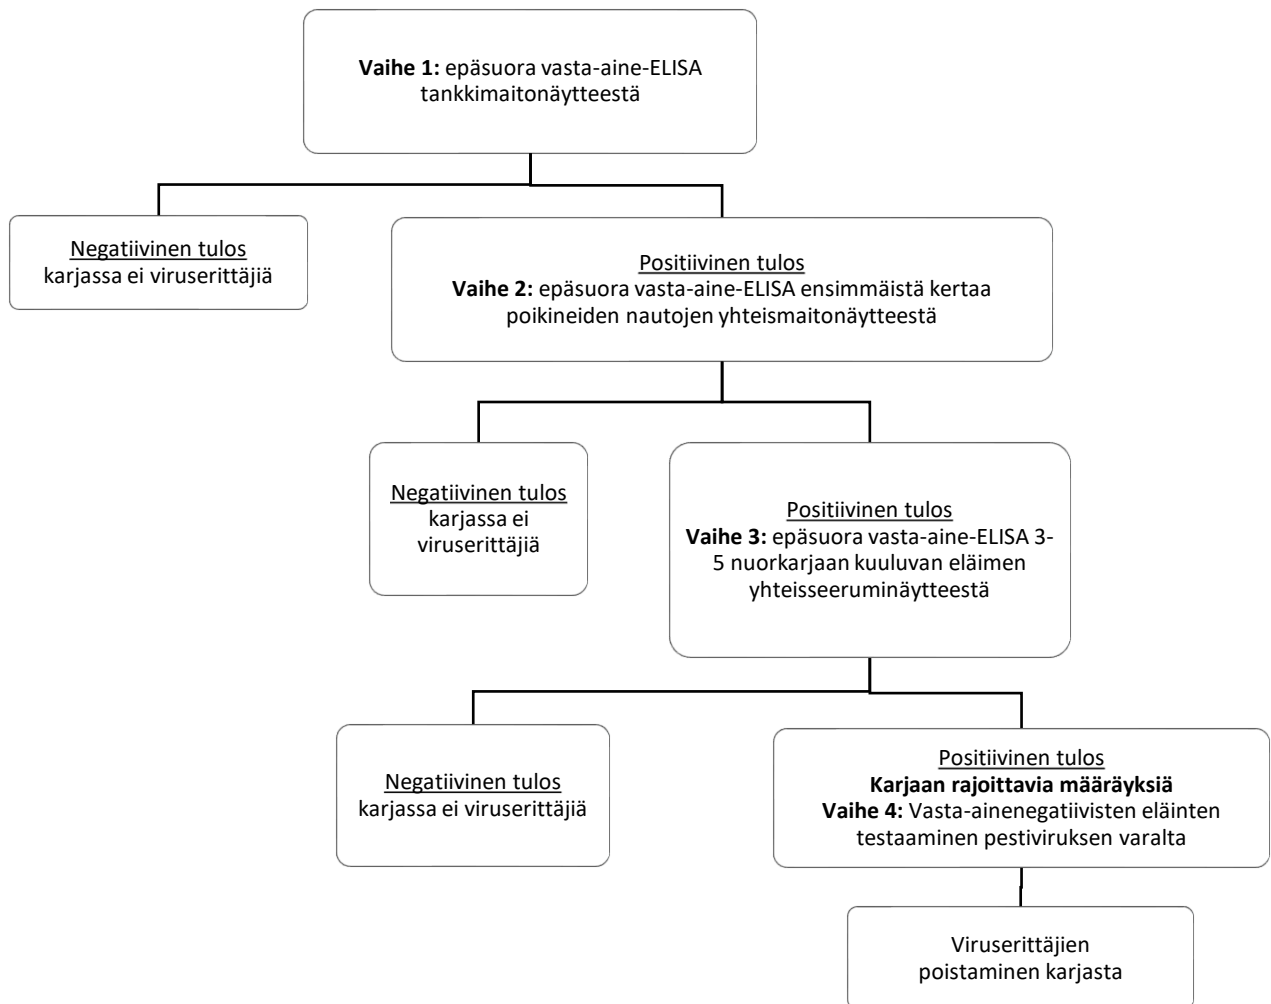 Vaihe 1: epäsuora vasta-aine-ELISA
tankkimaitonäytteestä
Negatiivinen tulos
karjassa ei viruserittäjiä
Positiivinen tulos
Vaihe 2: epäsuora vasta-aine-ELISA ensimmäistä kertaa
poikineiden nautojen yhteismaitonäytteestä
Negatiivinen tulos
karjassa ei
viruserittäjiä
Positiivinen tulos
Vaihe 3: epäsuora vasta-aine-ELISA 3-
5 nuorkarjaan kuuluvan eläimen
yhteisseeruminäytteestä
Negatiivinen tulos
karjassa ei viruserittäjiä
Positiivinen tulos
Karjaan rajoittavia määräyksiä
Vaihe 4: Vasta-ainenegatiivisten eläinten
testaaminen pestiviruksen varalta
Viruserittäjien
poistaminen karjasta